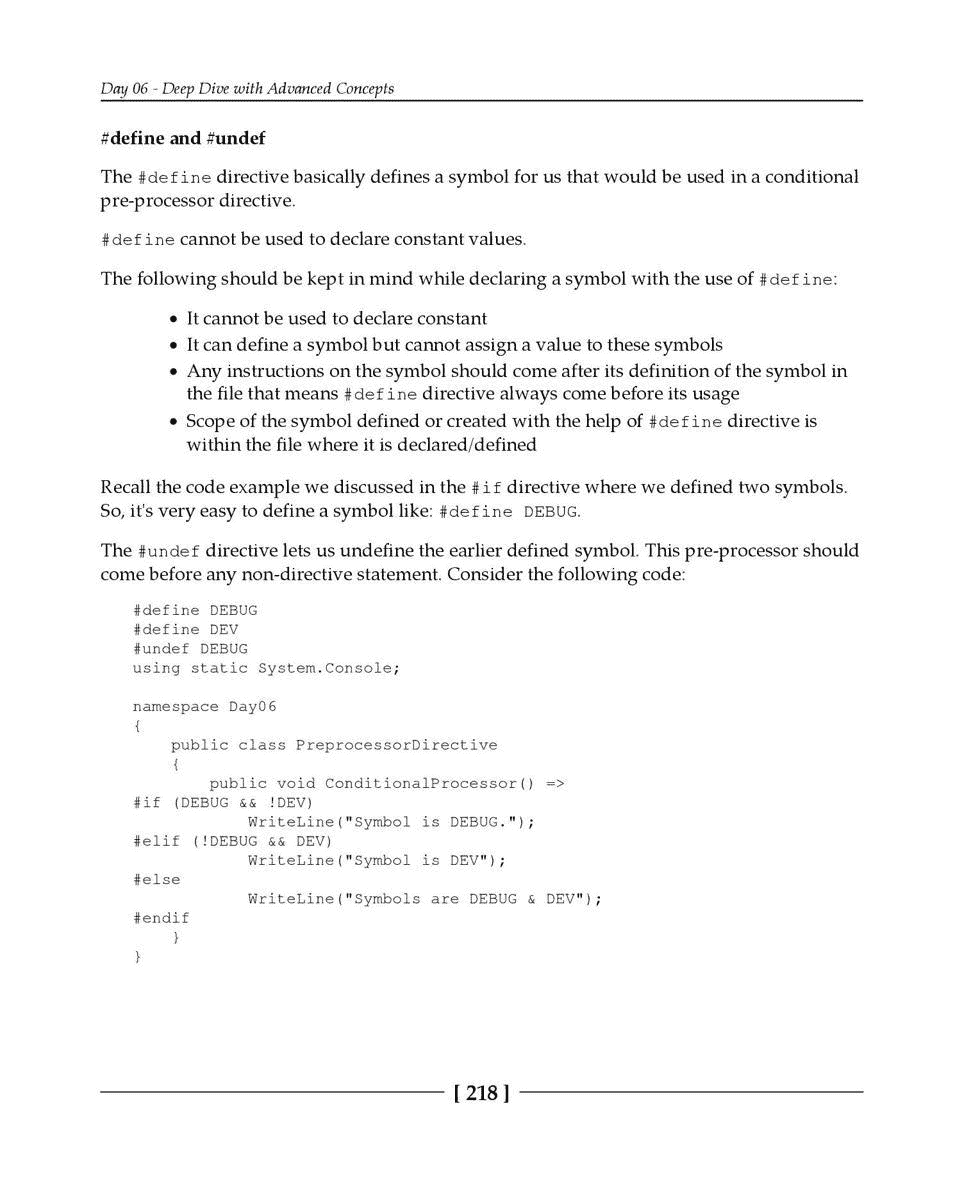 Day 06 - Deep Dive with Advanced Concepts
#define and #undef
The #define directive basically defines a symbol for us that would be used in a conditional
pre-processor directive.
#define cannot be used to declare constant values.
The following should be kept in mind while declaring a symbol with the use of #define:
• It cannot be used to declare constant
• It can define a symbol but cannot assign a value to these symbols
• Any instructions on the symbol should come after its definition of the symbol in
the file that means #define directive always come before its usage
• Scope of the symbol defined or created with the help of #define directive is
within the file where it is declared/defined
Recall the code example we discussed in the #if directive where we defined two symbols.
So, it's very easy to define a symbol like: #define DEBUG.
The #undef directive lets us undefine the earlier defined symbol. This pre-processor should
come before any non-directive statement. Consider the following code:
#define DEBUG
#define DEV
#undef DEBUG
using static System.Console;
namespace Day06
{
public class PreprocessorDirective
{
public void ConditionalProcessor() =>
#if (DEBUG && !DEV)
WriteLine("Symbol is DEBUG.");
#elif (!DEBUG && DEV)
WriteLine("Symbol is DEV");
#else
WriteLine("Symbols are DEBUG & DEV");
#endif
}
}
[ 218 ]